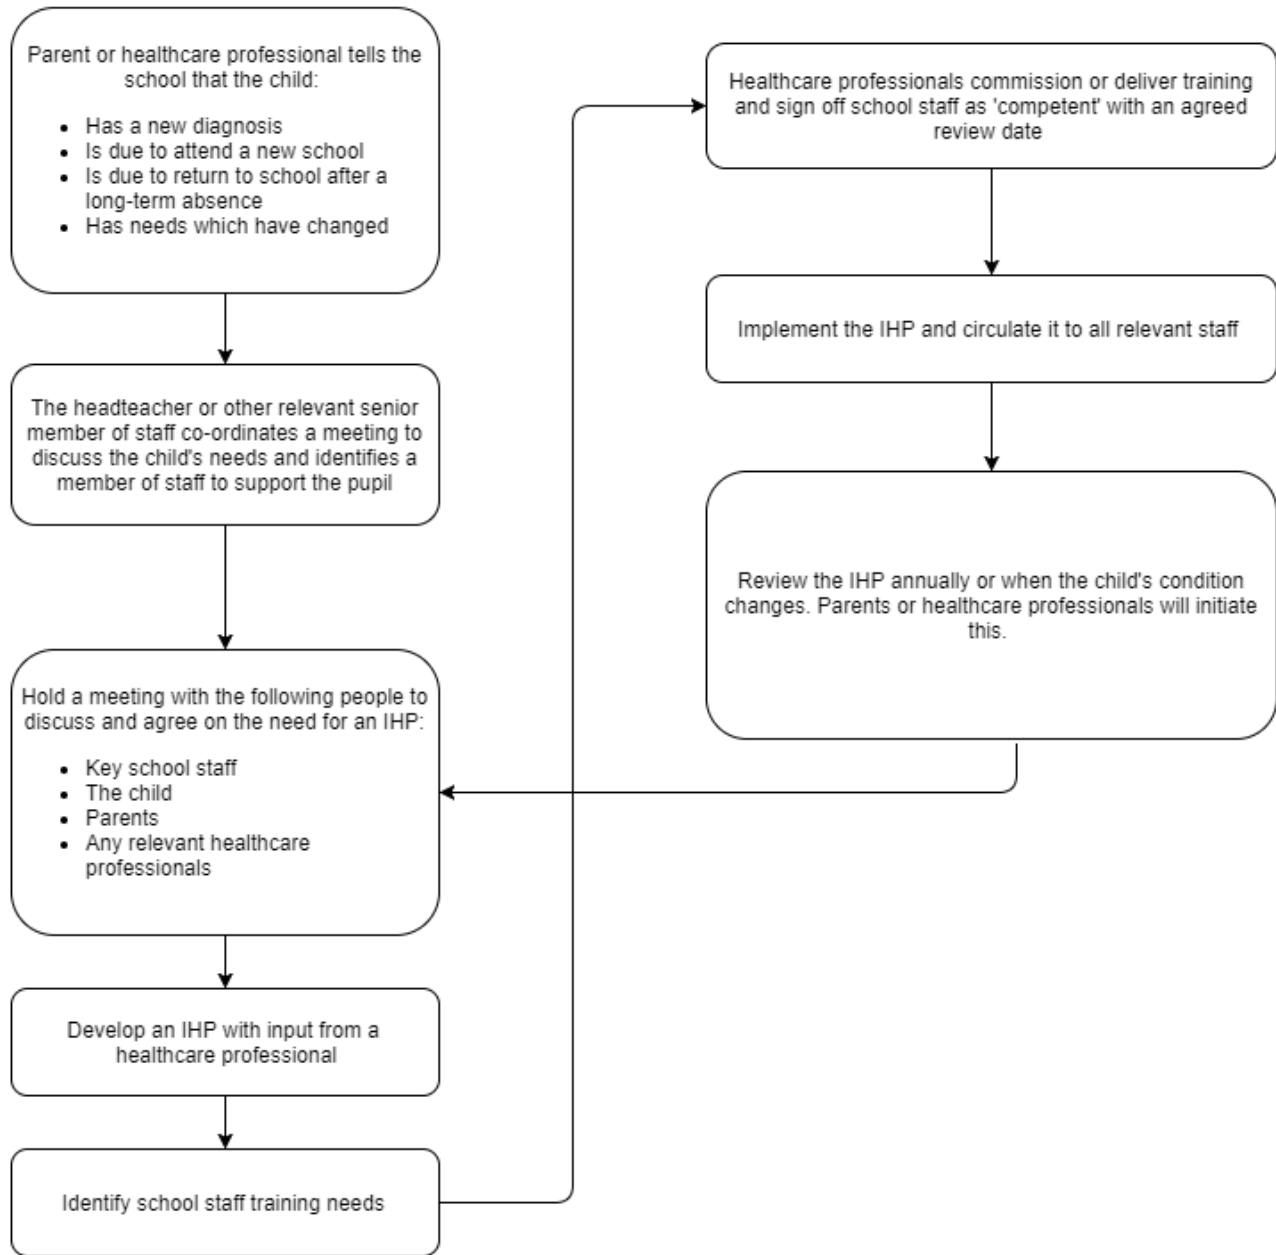 Parent or healthcare professional tells the
school that the child:
• Has a new diagnosis
• Is due to attend a new school
• Is due to return to school after a
long-term absence
• Has needs which have changed
The headteacher or other relevant senior
member of staff co-ordinates a meeting to
discuss the child's needs and identifies a
member of staff to support the pupil
Hold a meeting with the following people to
discuss and agree on the need for an IHP:
• Key school staff
• The child
• Parents
• Any relevant healthcare
professionals
Develop an IHP with input from a
healthcare professional
Identify school staff training needs
Healthcare professionals commission or deliver training
and sign off school staff as 'competent' with an agreed
review date
Implement the IHP and circulate it to all relevant staff
Review the IHP annually or when the child's condition
changes. Parents or healthcare professionals will initiate
this.